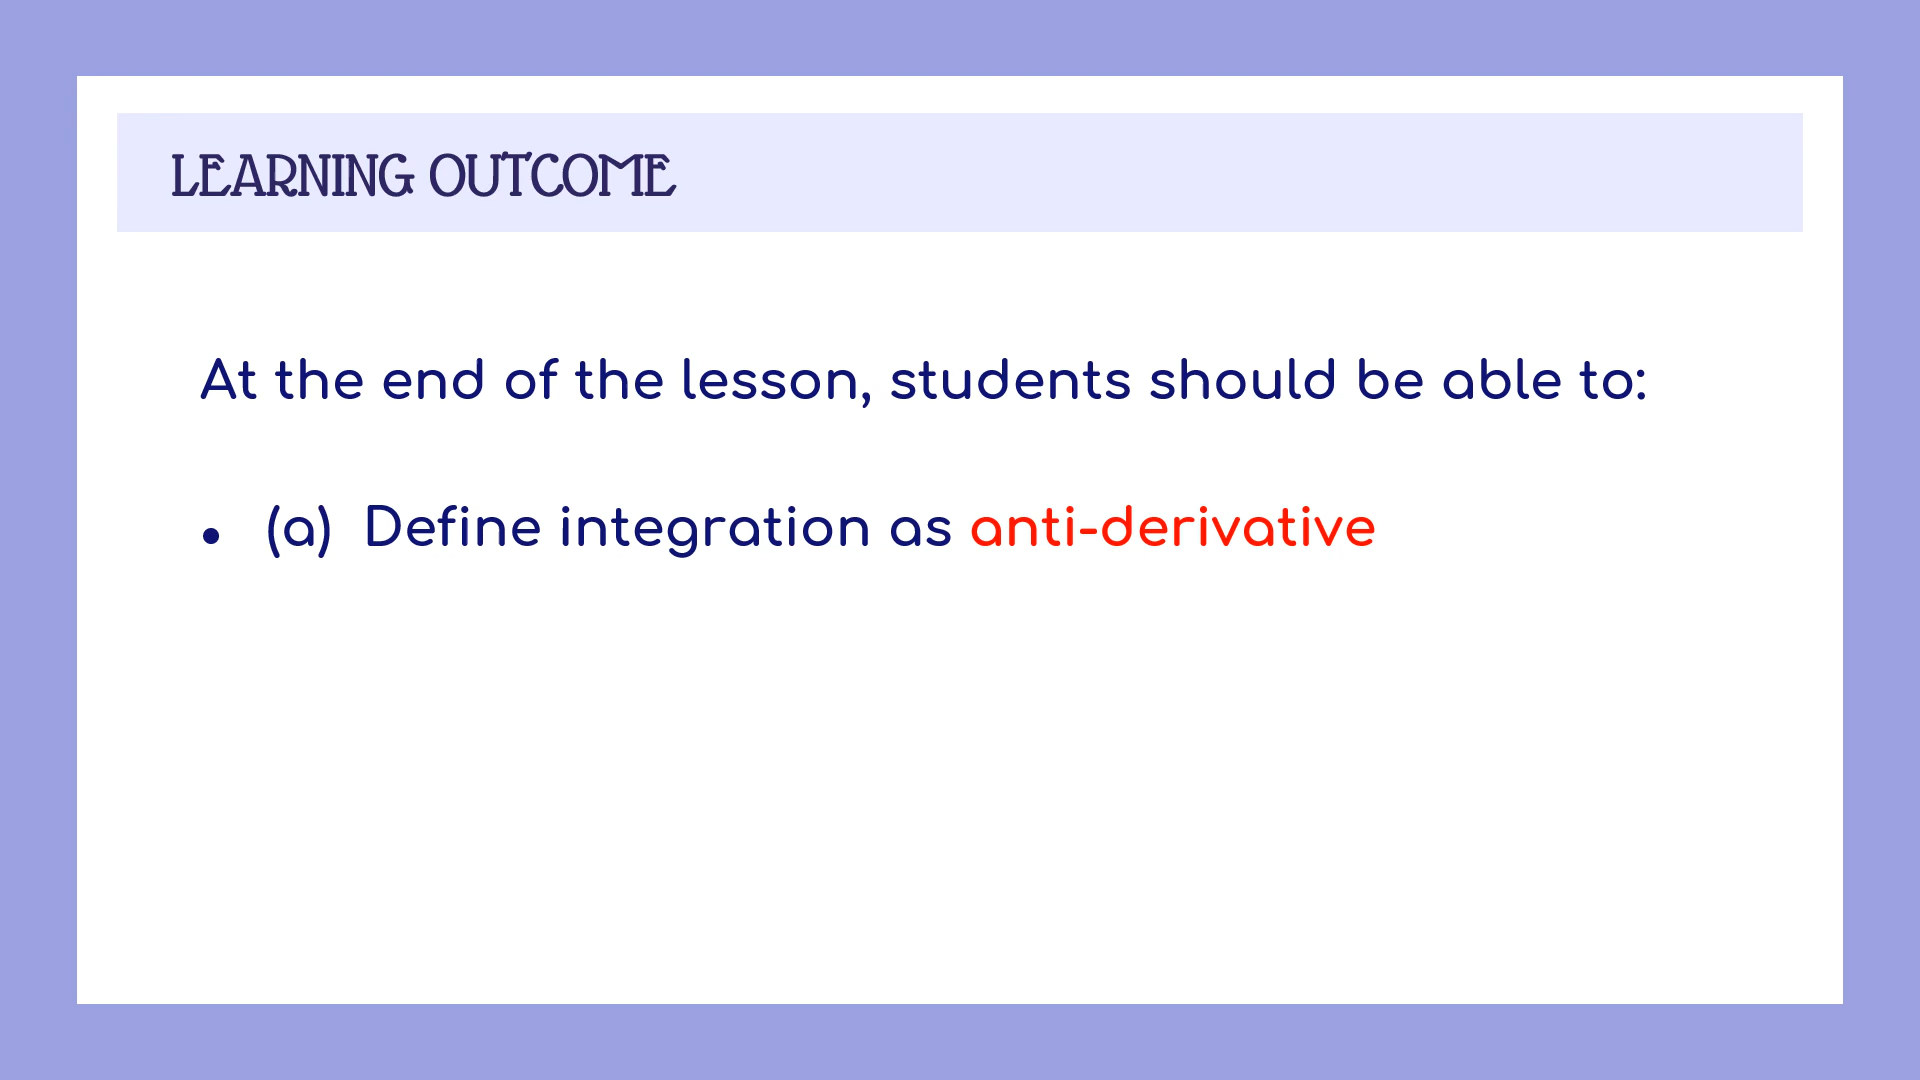 LEARNING OUTCOME
At the end of the lesson, students should be able to:
• (a) Define integration as anti-derivative